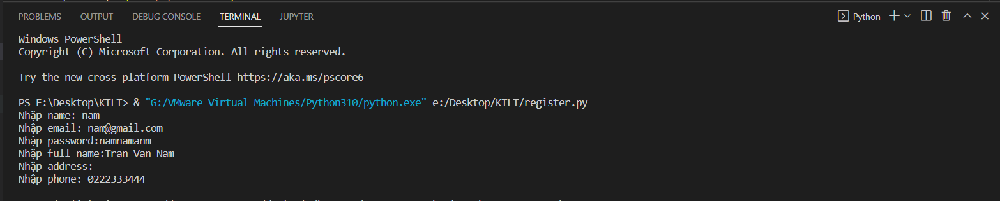 PROBLEMS OUTPUT DEBUG CONSOLE TERMINAL JUPYTER Python
Windows PowerShell
Copyright (C) Microsoft Corporation. All rights reserved.
Try the new cross-platform PowerShell https://aka.ms/pscore6
PS E:\Desktop\KTLT> & "G:/VMware Virtual Machines/Python310/python.exe" e:/Desktop/KTLT/register.py
Nhập name: nam
Nhập email: nam@gmail.com
Nhập password:namnamanm
Nhập full name:Tran Van Nam
Nhập address:
Nhập phone: 0222333444